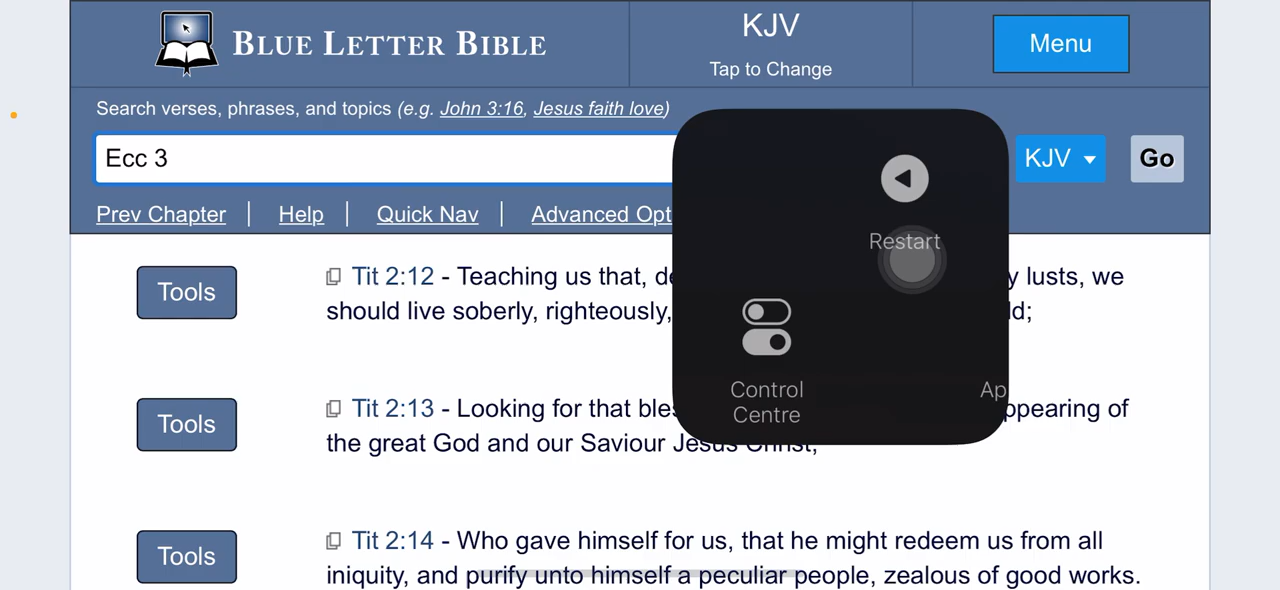 BLUE LETTER BIBLE
KJV
Tap to Change
Menu
Search verses, phrases, and topics (e.g. John 3:16, Jesus faith love)
Ecc 3
KJV
Go
Prev Chapter | Help | Quick Nav | Advanced Opt
Restart
Control
Centre
Ap
Tools
Tit 2:12 - Teaching us that, de y lusts, we
should live soberly, righteously, ld;
Tools
Tit 2:13 - Looking for that bles ppearing of
the great God and our Saviour Jesus Christ;
Tools
Tit 2:14 - Who gave himself for us, that he might redeem us from all
iniquity, and purify unto himself a peculiar people, zealous of good works.